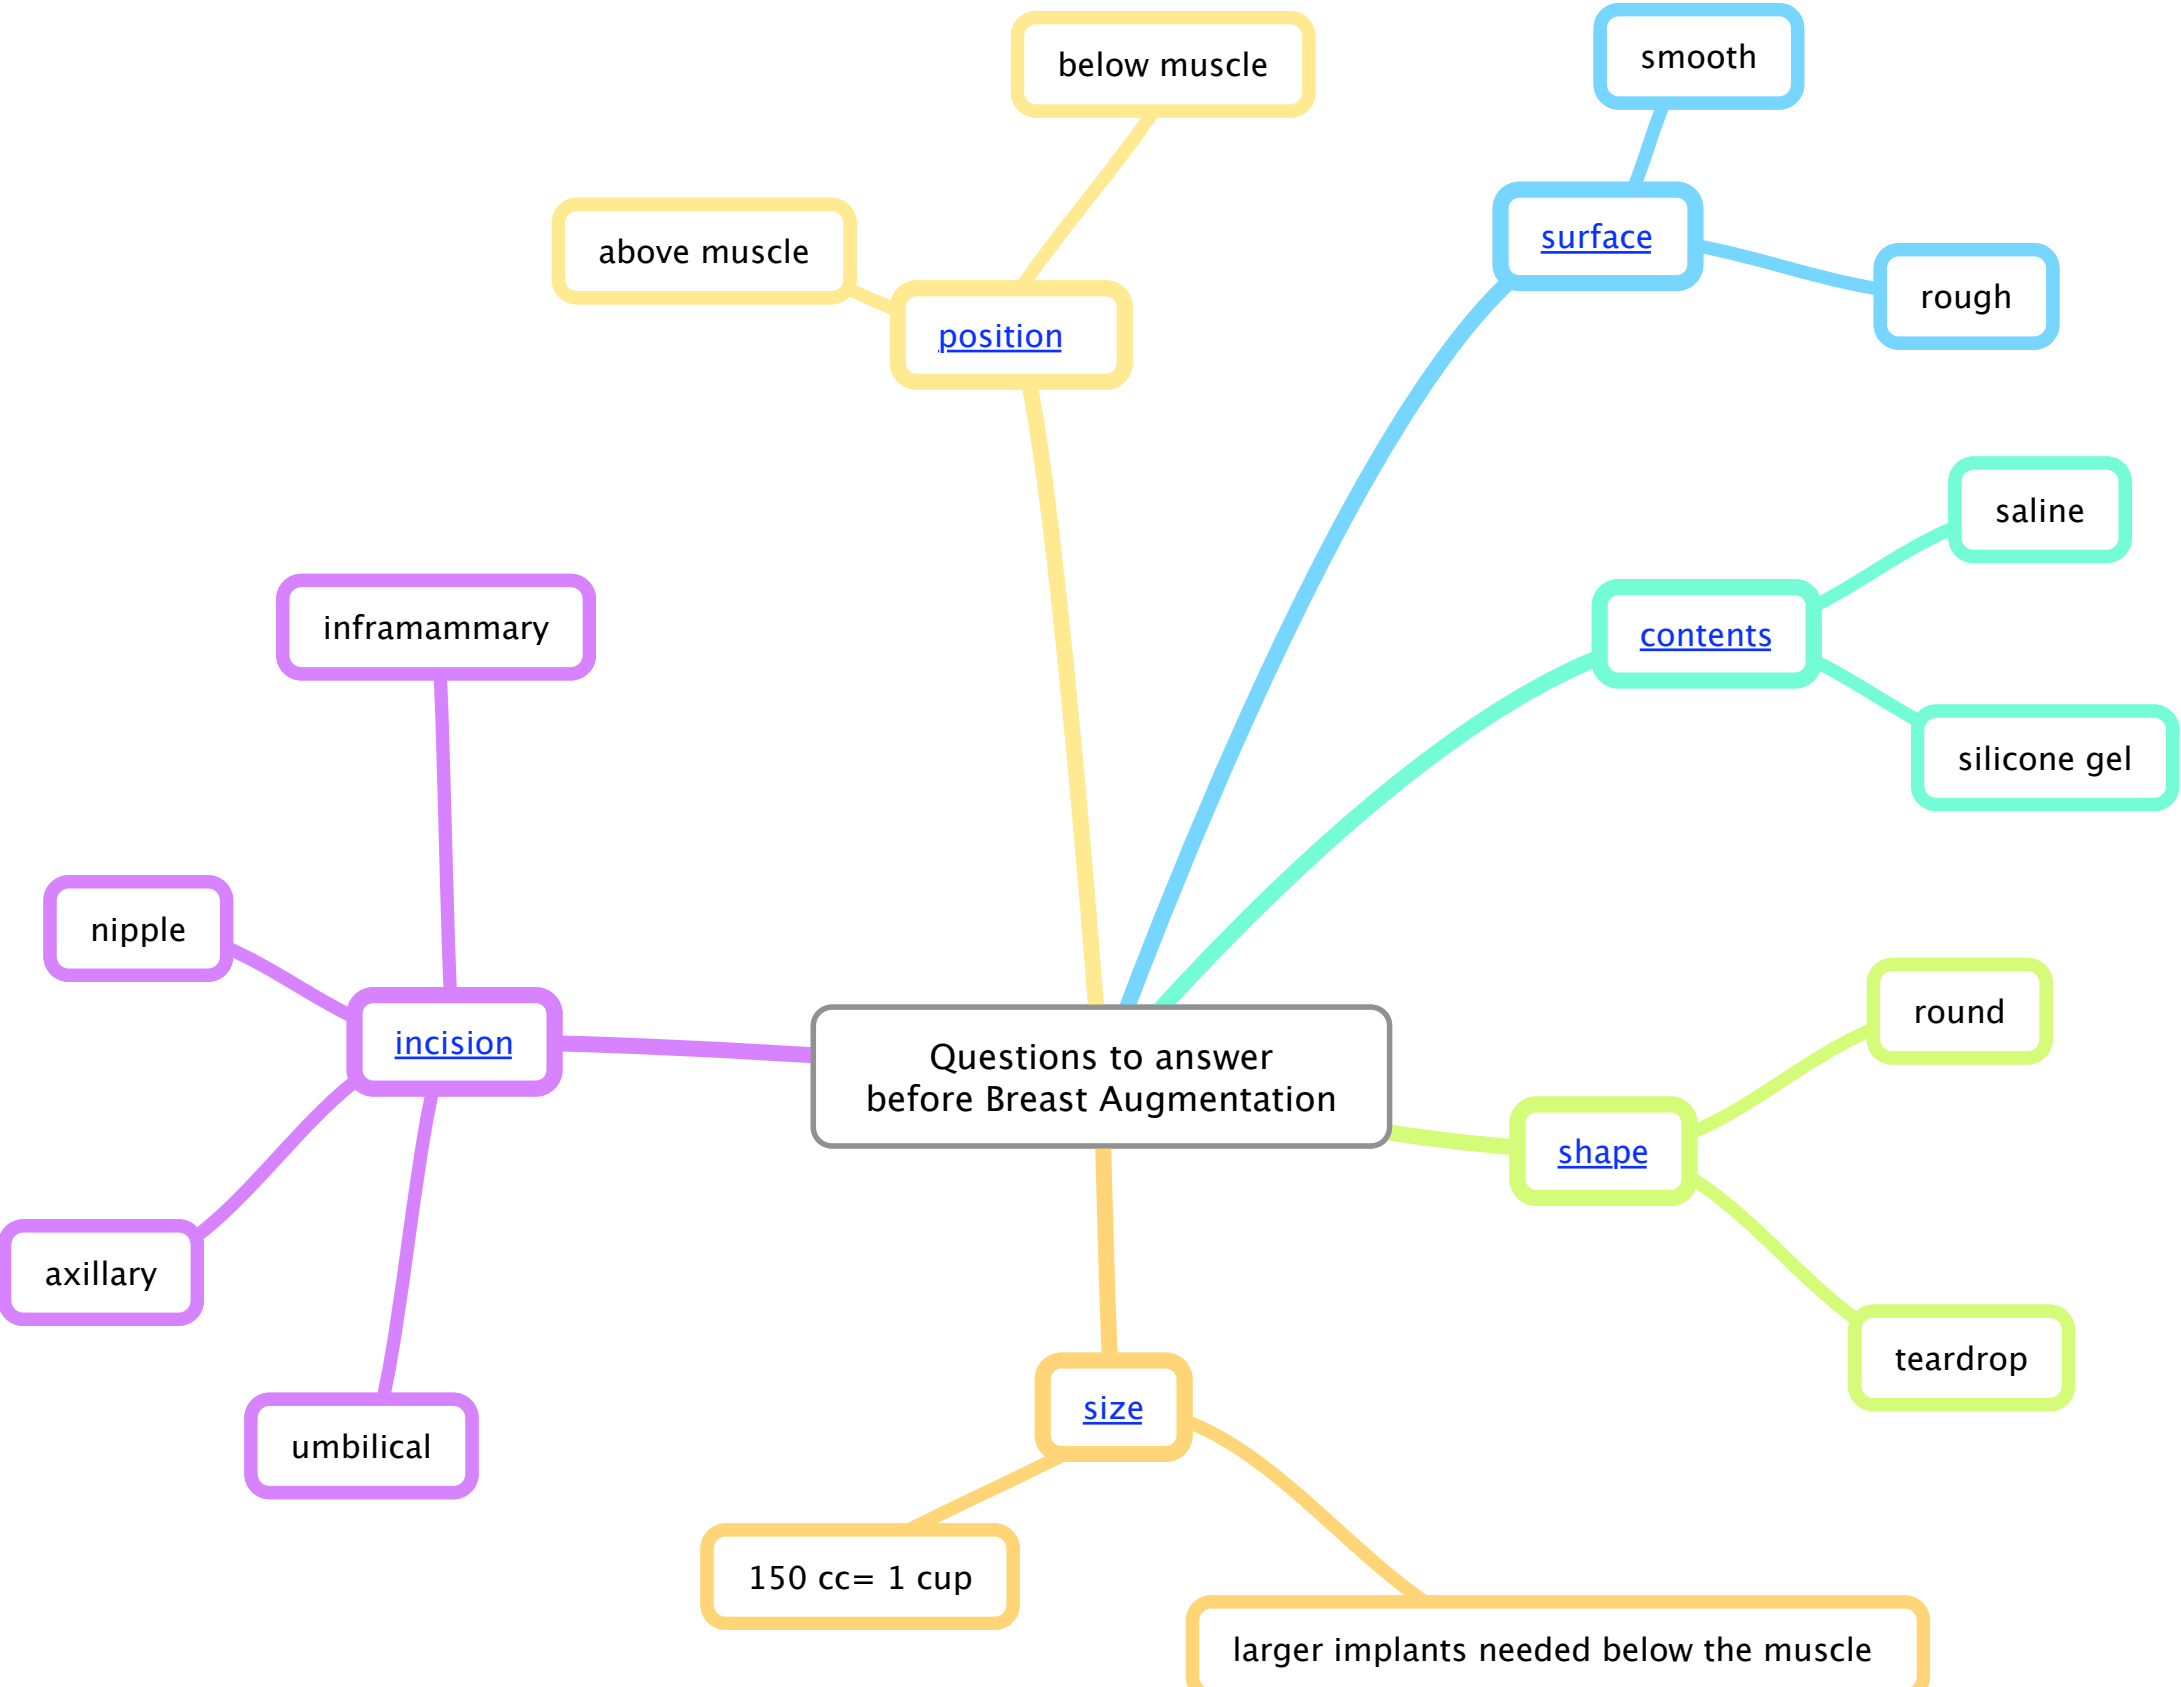 below muscle
smooth
above muscle
surface
rough
position
saline
inframammary
contents
silicone gel
nipple
round
incision
Questions to answer
before Breast Augmentation
shape
axillary
teardrop
size
umbilical
150 cc= 1 cup
larger implants needed below the muscle